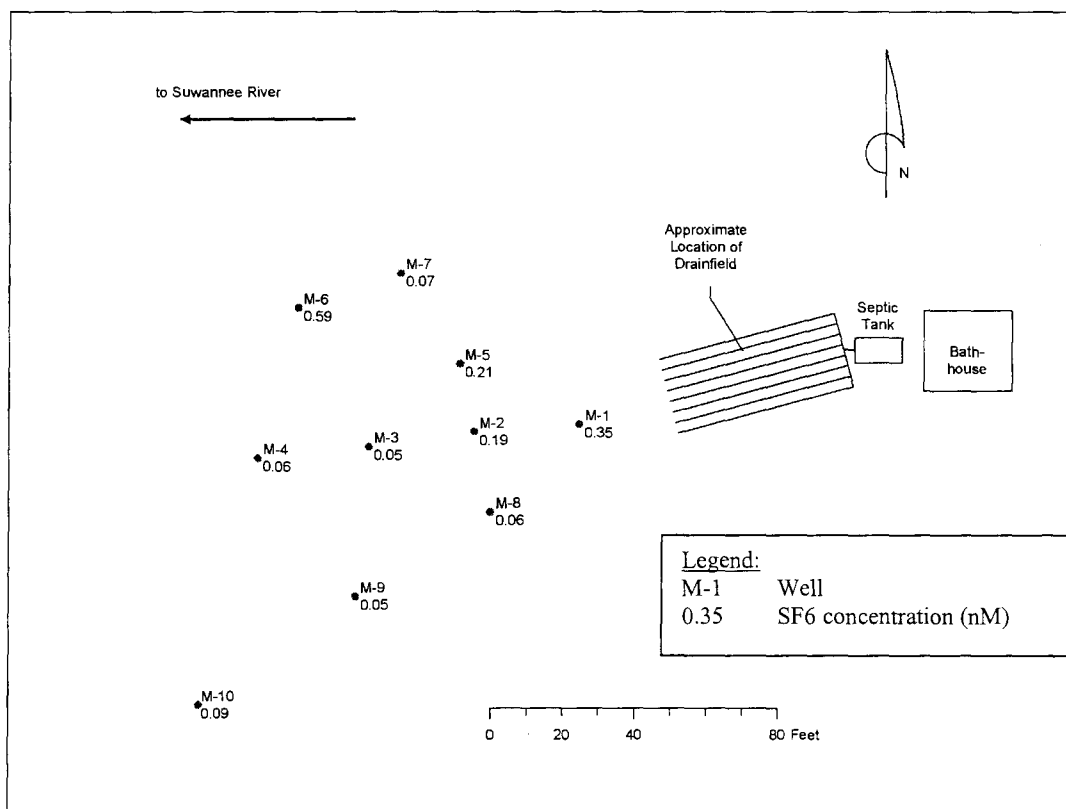 to Suwannee River
N
Approximate
Location of
Drainfield
Septic
Tank
Bath-
house
M-7
0.07
M-6
0.59
M-5
0.21
M-1
0.35
M-2
0.19
M-3
0.05
M-4
0.06
M-8
0.06
M-9
0.05
M-10
0.09
Legend:
M-1 Well
0.35 SF6 concentration (nM)
0 20 40 80 Feet